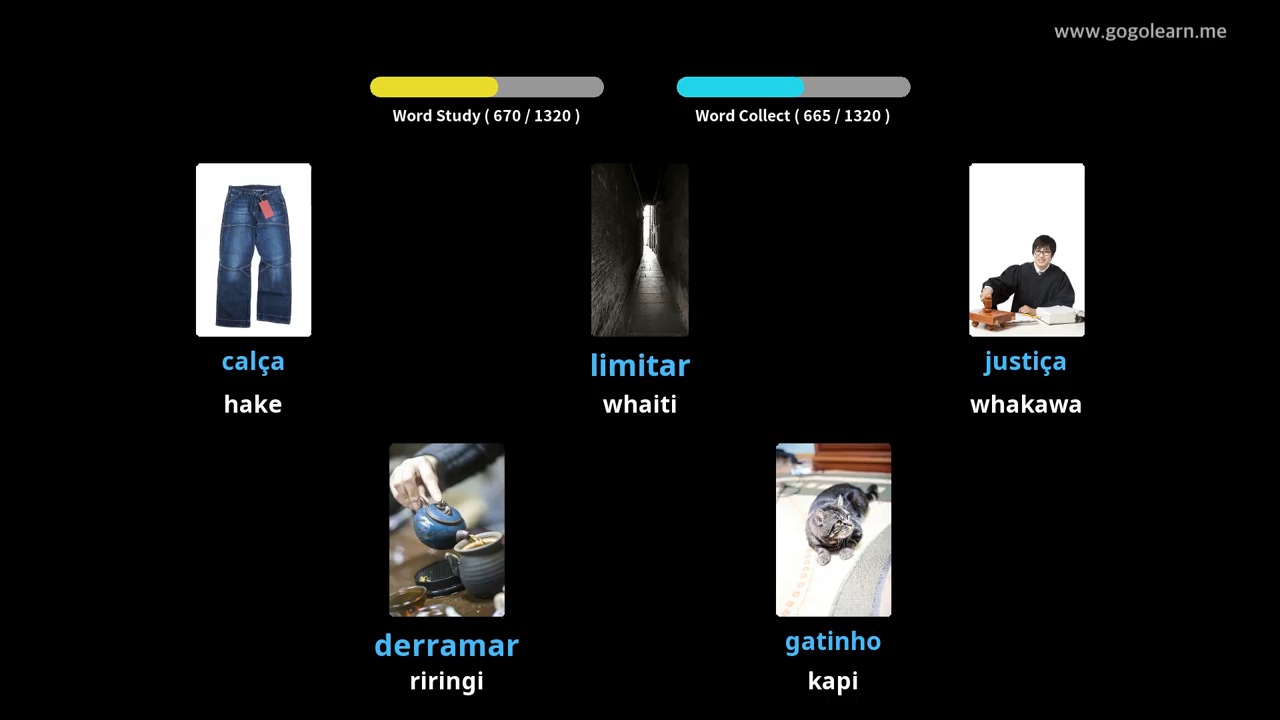 www.gogolearn.me
Word Study ( 670 / 1320 )
Word Collect ( 665 / 1320 )
calça
limitar
justiça
hake
whaiti
whakawa
derramar
gatinho
riringi
kapi